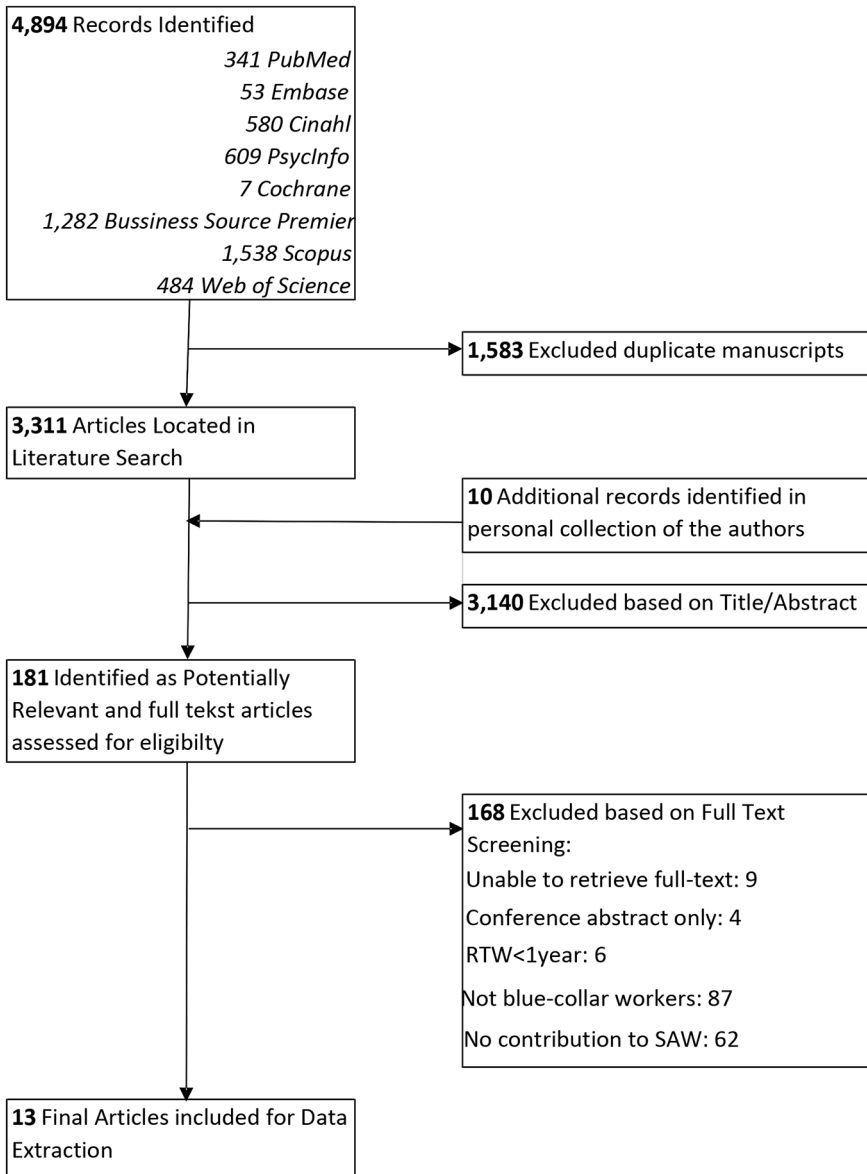 4,894 Records Identified
341 PubMed
53 Embase
580 Cinahl
609 PsycInfo
7 Cochrane
1,282 Bussiness Source Premier
1,538 Scopus
484 Web of Science
1,583 Excluded duplicate manuscripts
3,311 Articles Located in
Literature Search
10 Additional records identified in
personal collection of the authors
3,140 Excluded based on Title/Abstract
181 Identified as Potentially
Relevant and full tekst articles
assessed for eligibilty
168 Excluded based on Full Text
Screening:
Unable to retrieve full-text: 9
Conference abstract only: 4
RTW<1year: 6
Not blue-collar workers: 87
No contribution to SAW: 62
13 Final Articles included for Data
Extraction